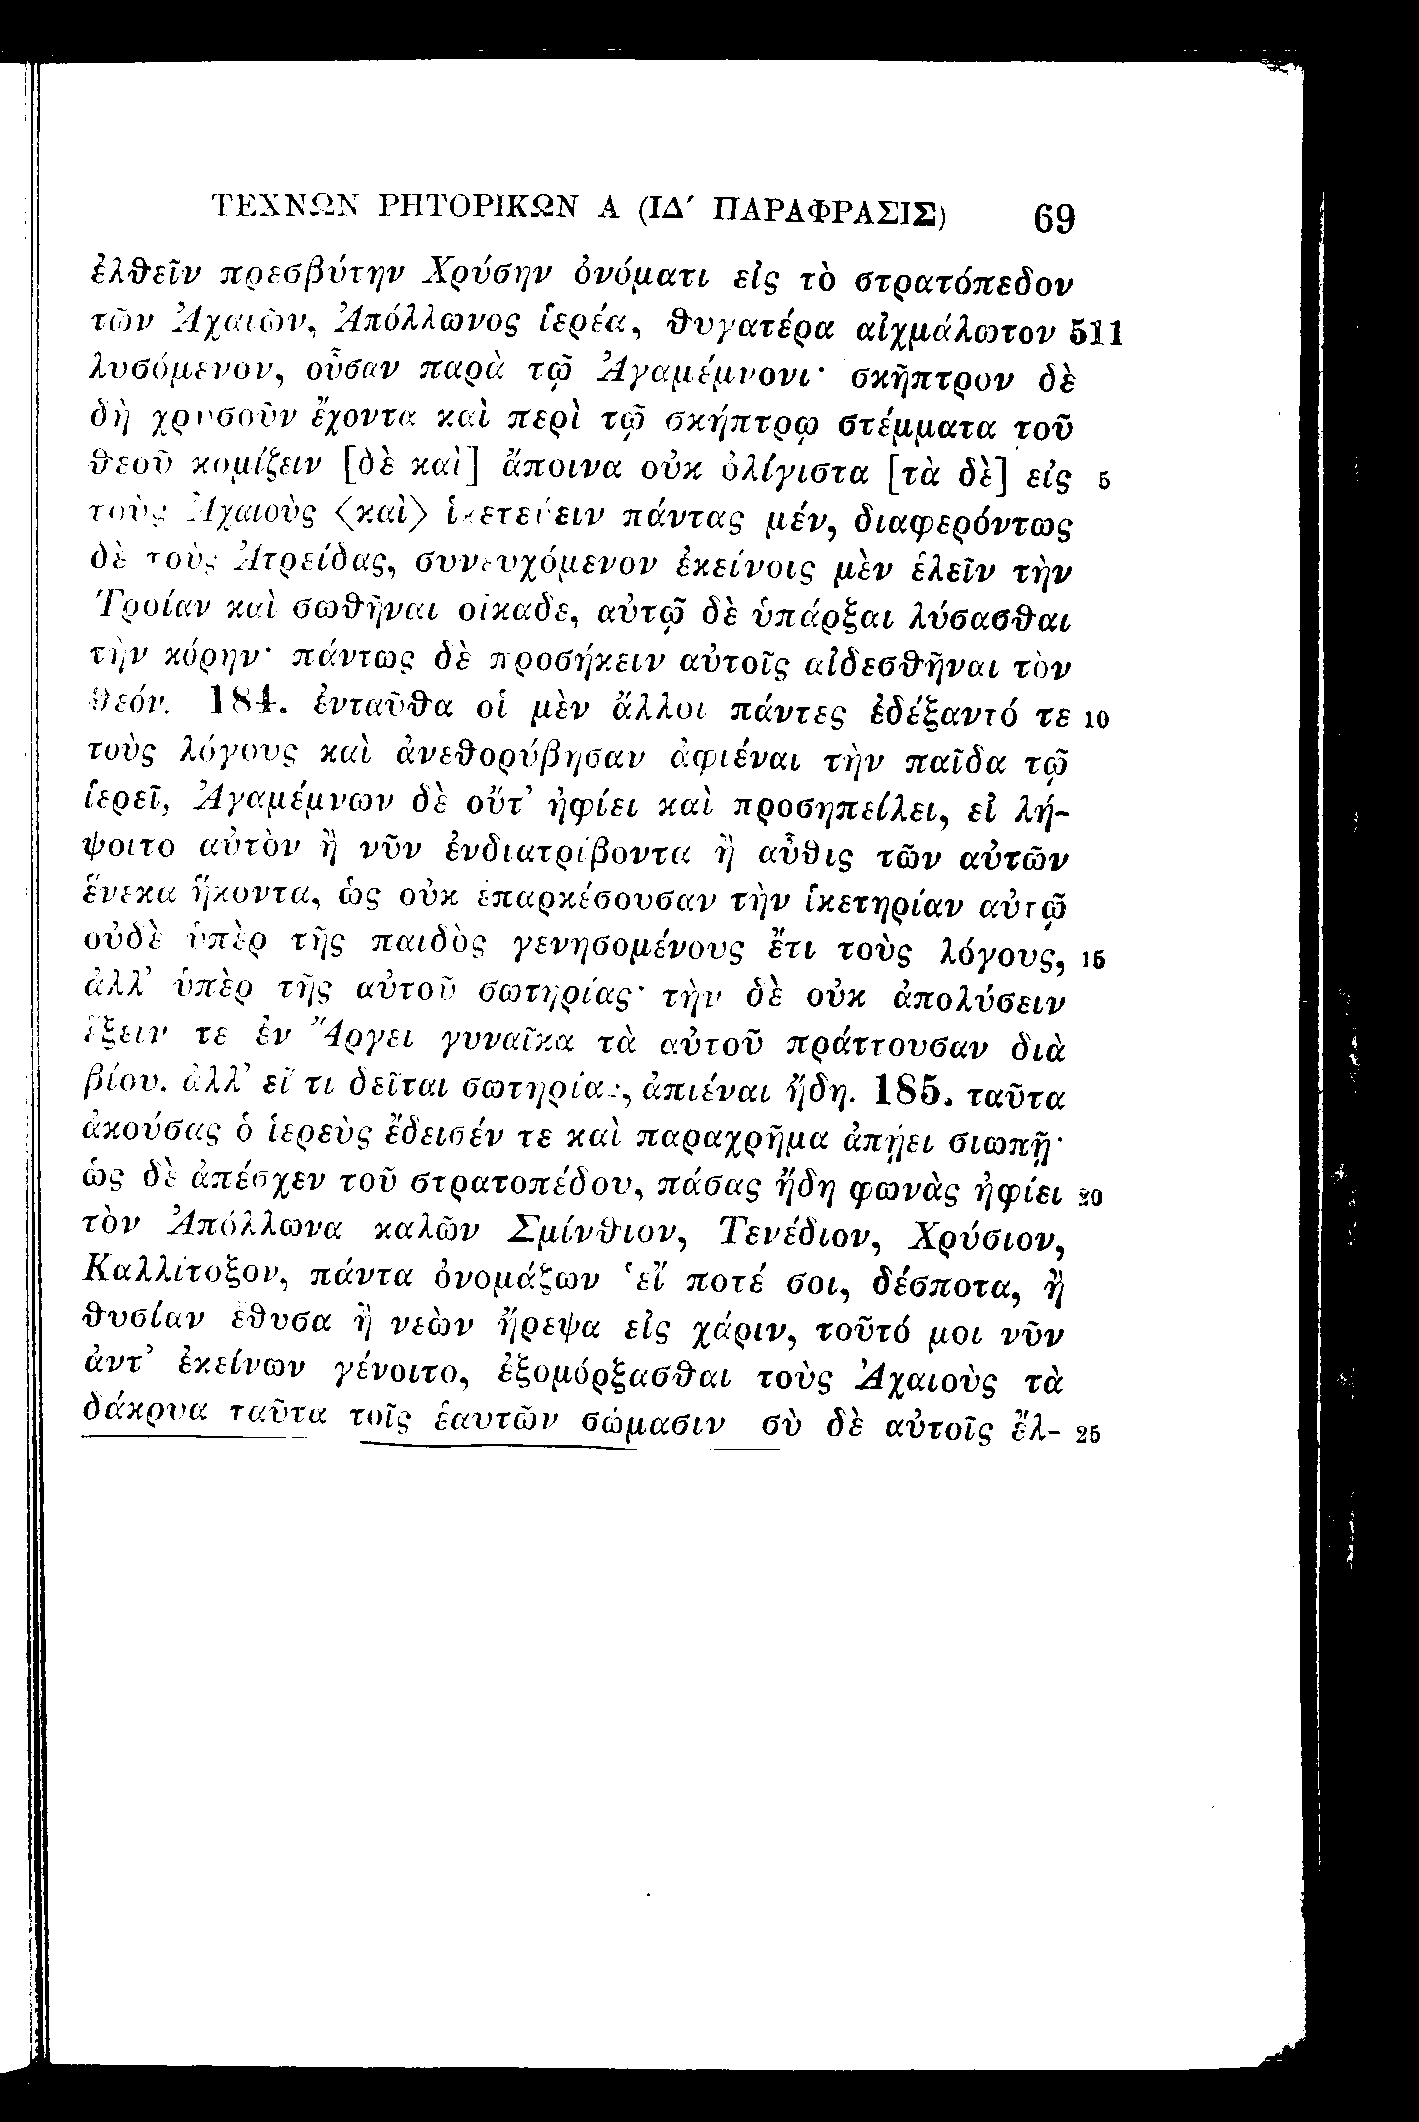 ΤΕΧΝΩΝ ΡΗΤΟΡΙΚΩΝ Α (ΙΔ΄ ΠΑΡΑΦΡΑΣΙΣ) 69
ἐλθεῖν πρεσβύτην Χρύσην ὀνόματι εἰς τὸ στρατόπεδον
τῶν Ἀχαιῶν, Ἀπόλλωνος ἱερέα, θυγατέρα αἰχμάλωτον 511
λυσόμενον, οὖσαν παρὰ τῷ Ἀγαμέμνονι· σκῆπτρον δὲ
δὴ χρυσοῦν ἔχοντα καὶ περὶ τῷ σκήπτρῳ στέμματα τοῦ
θεοῦ κομίζειν [δὲ καὶ] ἄποινα οὐκ ὀλίγιστα [τὰ δὲ] εἰς 5
τοὺς Ἀχαιοὺς ⟨καὶ⟩ ἱκετεύειν πάντας μέν, διαφερόντως
δὲ τοὺς Ἀτρείδας, συνευχόμενον ἐκείνοις μὲν ἑλεῖν τὴν
Τροίαν καὶ σωθῆναι οἴκαδε, αὐτῷ δὲ ὑπάρξαι λύσασθαι
τὴν κόρην· πάντως δὲ προσήκειν αὐτοῖς αἰδεσθῆναι τὸν
θεόν. 184. ἐνταῦθα οἱ μὲν ἄλλοι πάντες ἐδέξαντό τε 10
τοὺς λόγους καὶ ἀνεθορύβησαν ἀφιέναι τὴν παῖδα τῷ
ἱερεῖ, Ἀγαμέμνων δὲ οὔτ’ ἠφίει καὶ προσηπείλει, εἰ λή-
ψοιτο αὐτὸν ἢ νῦν ἐνδιατρίβοντα ἢ αὖθις τῶν αὐτῶν
ἕνεκα ἥκοντα, ὡς οὐκ ἐπαρκέσουσαν τὴν ἱκετηρίαν αὐτῷ
οὐδὲ ὑπὲρ τῆς παιδὸς γενησομένους ἔτι τοὺς λόγους, 15
ἀλλ’ ὑπὲρ τῆς αὑτοῦ σωτηρίας· τὴν δὲ οὐκ ἀπολύσειν
ἕξειν τε ἐν Ἄργει γυναῖκα τὰ αὑτοῦ πράττουσαν διὰ
βίου. ἀλλ’ εἴ τι δεῖται σωτηρίας, ἀπιέναι ἤδη. 185. ταῦτα
ἀκούσας ὁ ἱερεὺς ἔδεισέν τε καὶ παραχρῆμα ἀπῄει σιωπῇ·
ὡς δὲ ἀπέσχεν τοῦ στρατοπέδου, πάσας ἤδη φωνὰς ἠφίει 20
τὸν Ἀπόλλωνα καλῶν Σμίνθιον, Τενέδιον, Χρύσιον,
Καλλίτοξον, πάντα ὀνομάζων ‘εἴ ποτέ σοι, δέσποτα, ἢ
θυσίαν ἔθυσα ἢ νεὼν ἤρεψα εἰς χάριν, τοῦτό μοι νῦν
ἀντ’ ἐκείνων γένοιτο, ἐξομόρξασθαι τοὺς Ἀχαιοὺς τὰ
δάκρυα ταῦτα τοῖς ἑαυτῶν σώμασιν σὺ δὲ αὐτοῖς ἕλ- 25